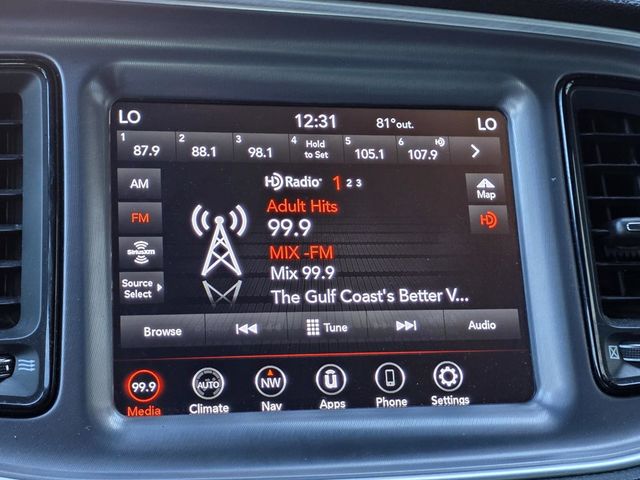 LO 12:31 81°out. LO
1 87.9 2 88.1 3 98.1 4 Hold to Set 5 105.1 6 107.9 HD
AM HD Radio 1 2 3 Map
FM Adult Hits HD
99.9
SiriusXM MIX -FM
Mix 99.9
Source Select The Gulf Coast's Better V...
Browse Tune Audio
99.9 AUTO NW u
Media Climate Nav Apps Phone Settings